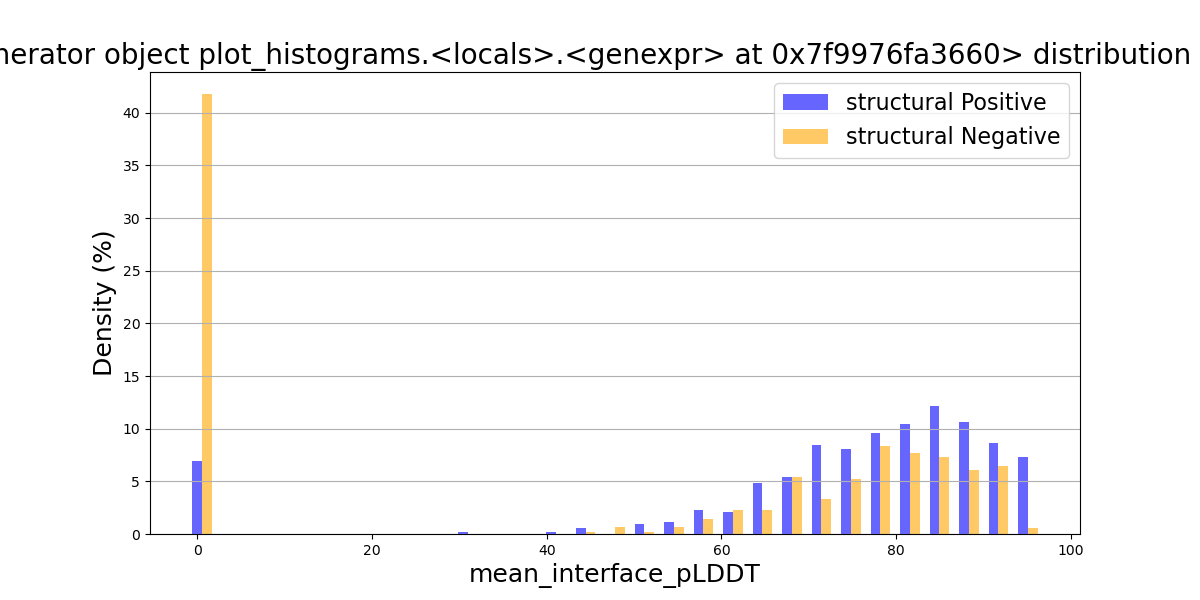 nerator object plot_histograms.<locals>.<genexpr> at 0x7f9976fa3660> distribution
structural Positive
structural Negative
Density (%)
40
35
30
25
20
15
10
5
0
0 20 40 60 80 100
mean_interface_pLDDT